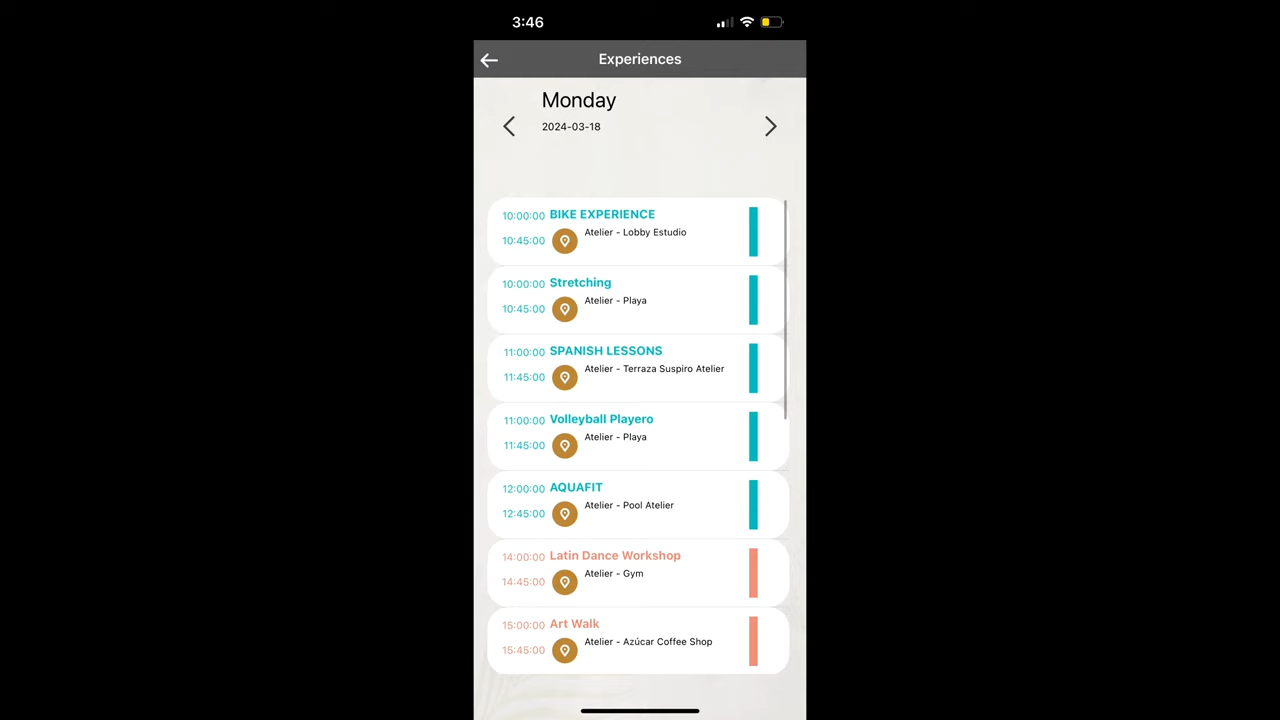 3:46
Experiences
Monday
2024-03-18
10:00:00 BIKE EXPERIENCE
10:45:00 Atelier - Lobby Estudio
10:00:00 Stretching
10:45:00 Atelier - Playa
11:00:00 SPANISH LESSONS
11:45:00 Atelier - Terraza Suspiro Atelier
11:00:00 Volleyball Playero
11:45:00 Atelier - Playa
12:00:00 AQUAFIT
12:45:00 Atelier - Pool Atelier
14:00:00 Latin Dance Workshop
14:45:00 Atelier - Gym
15:00:00 Art Walk
15:45:00 Atelier - Azúcar Coffee Shop